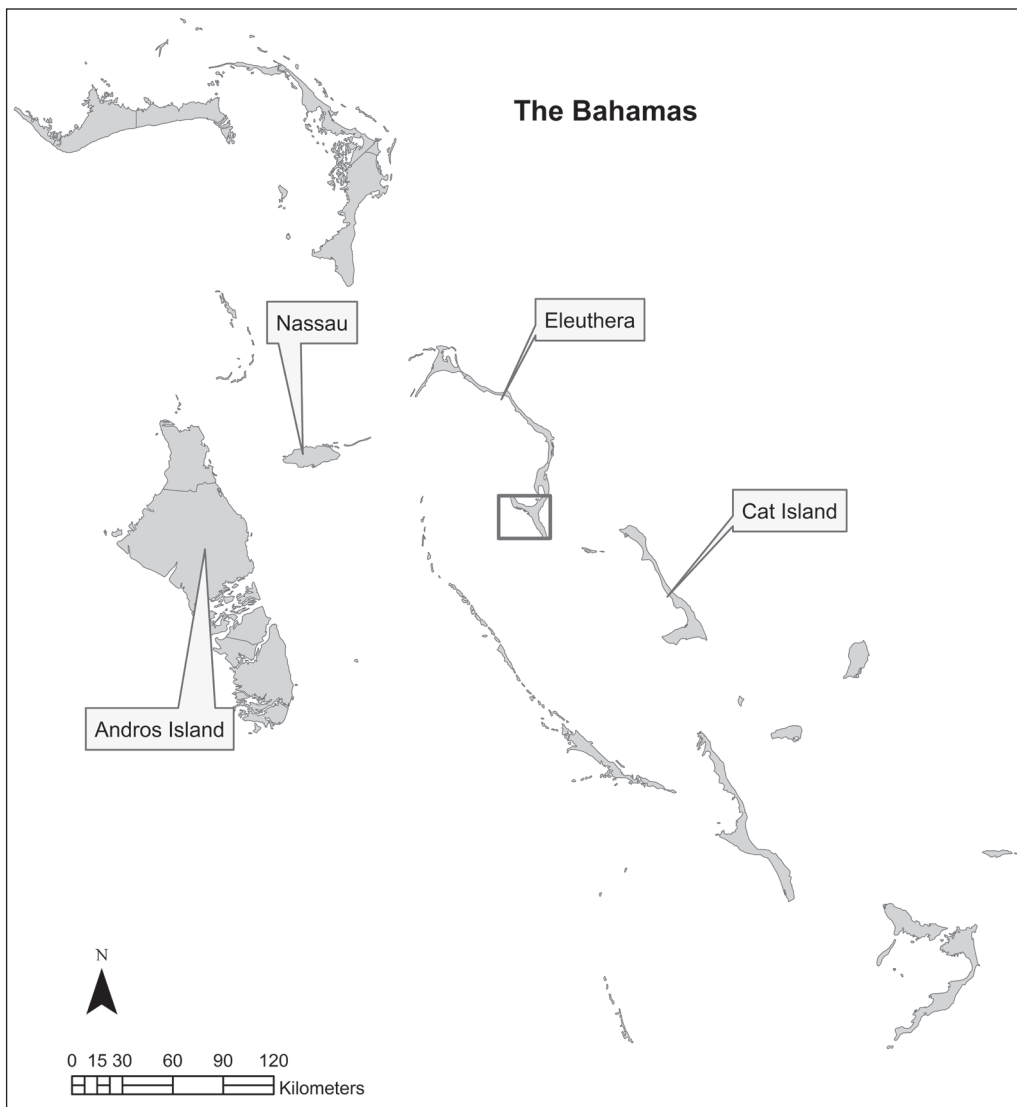 The Bahamas
Nassau
Eleuthera
Cat Island
Andros Island
N
0 15 30 60 90 120
Kilometers